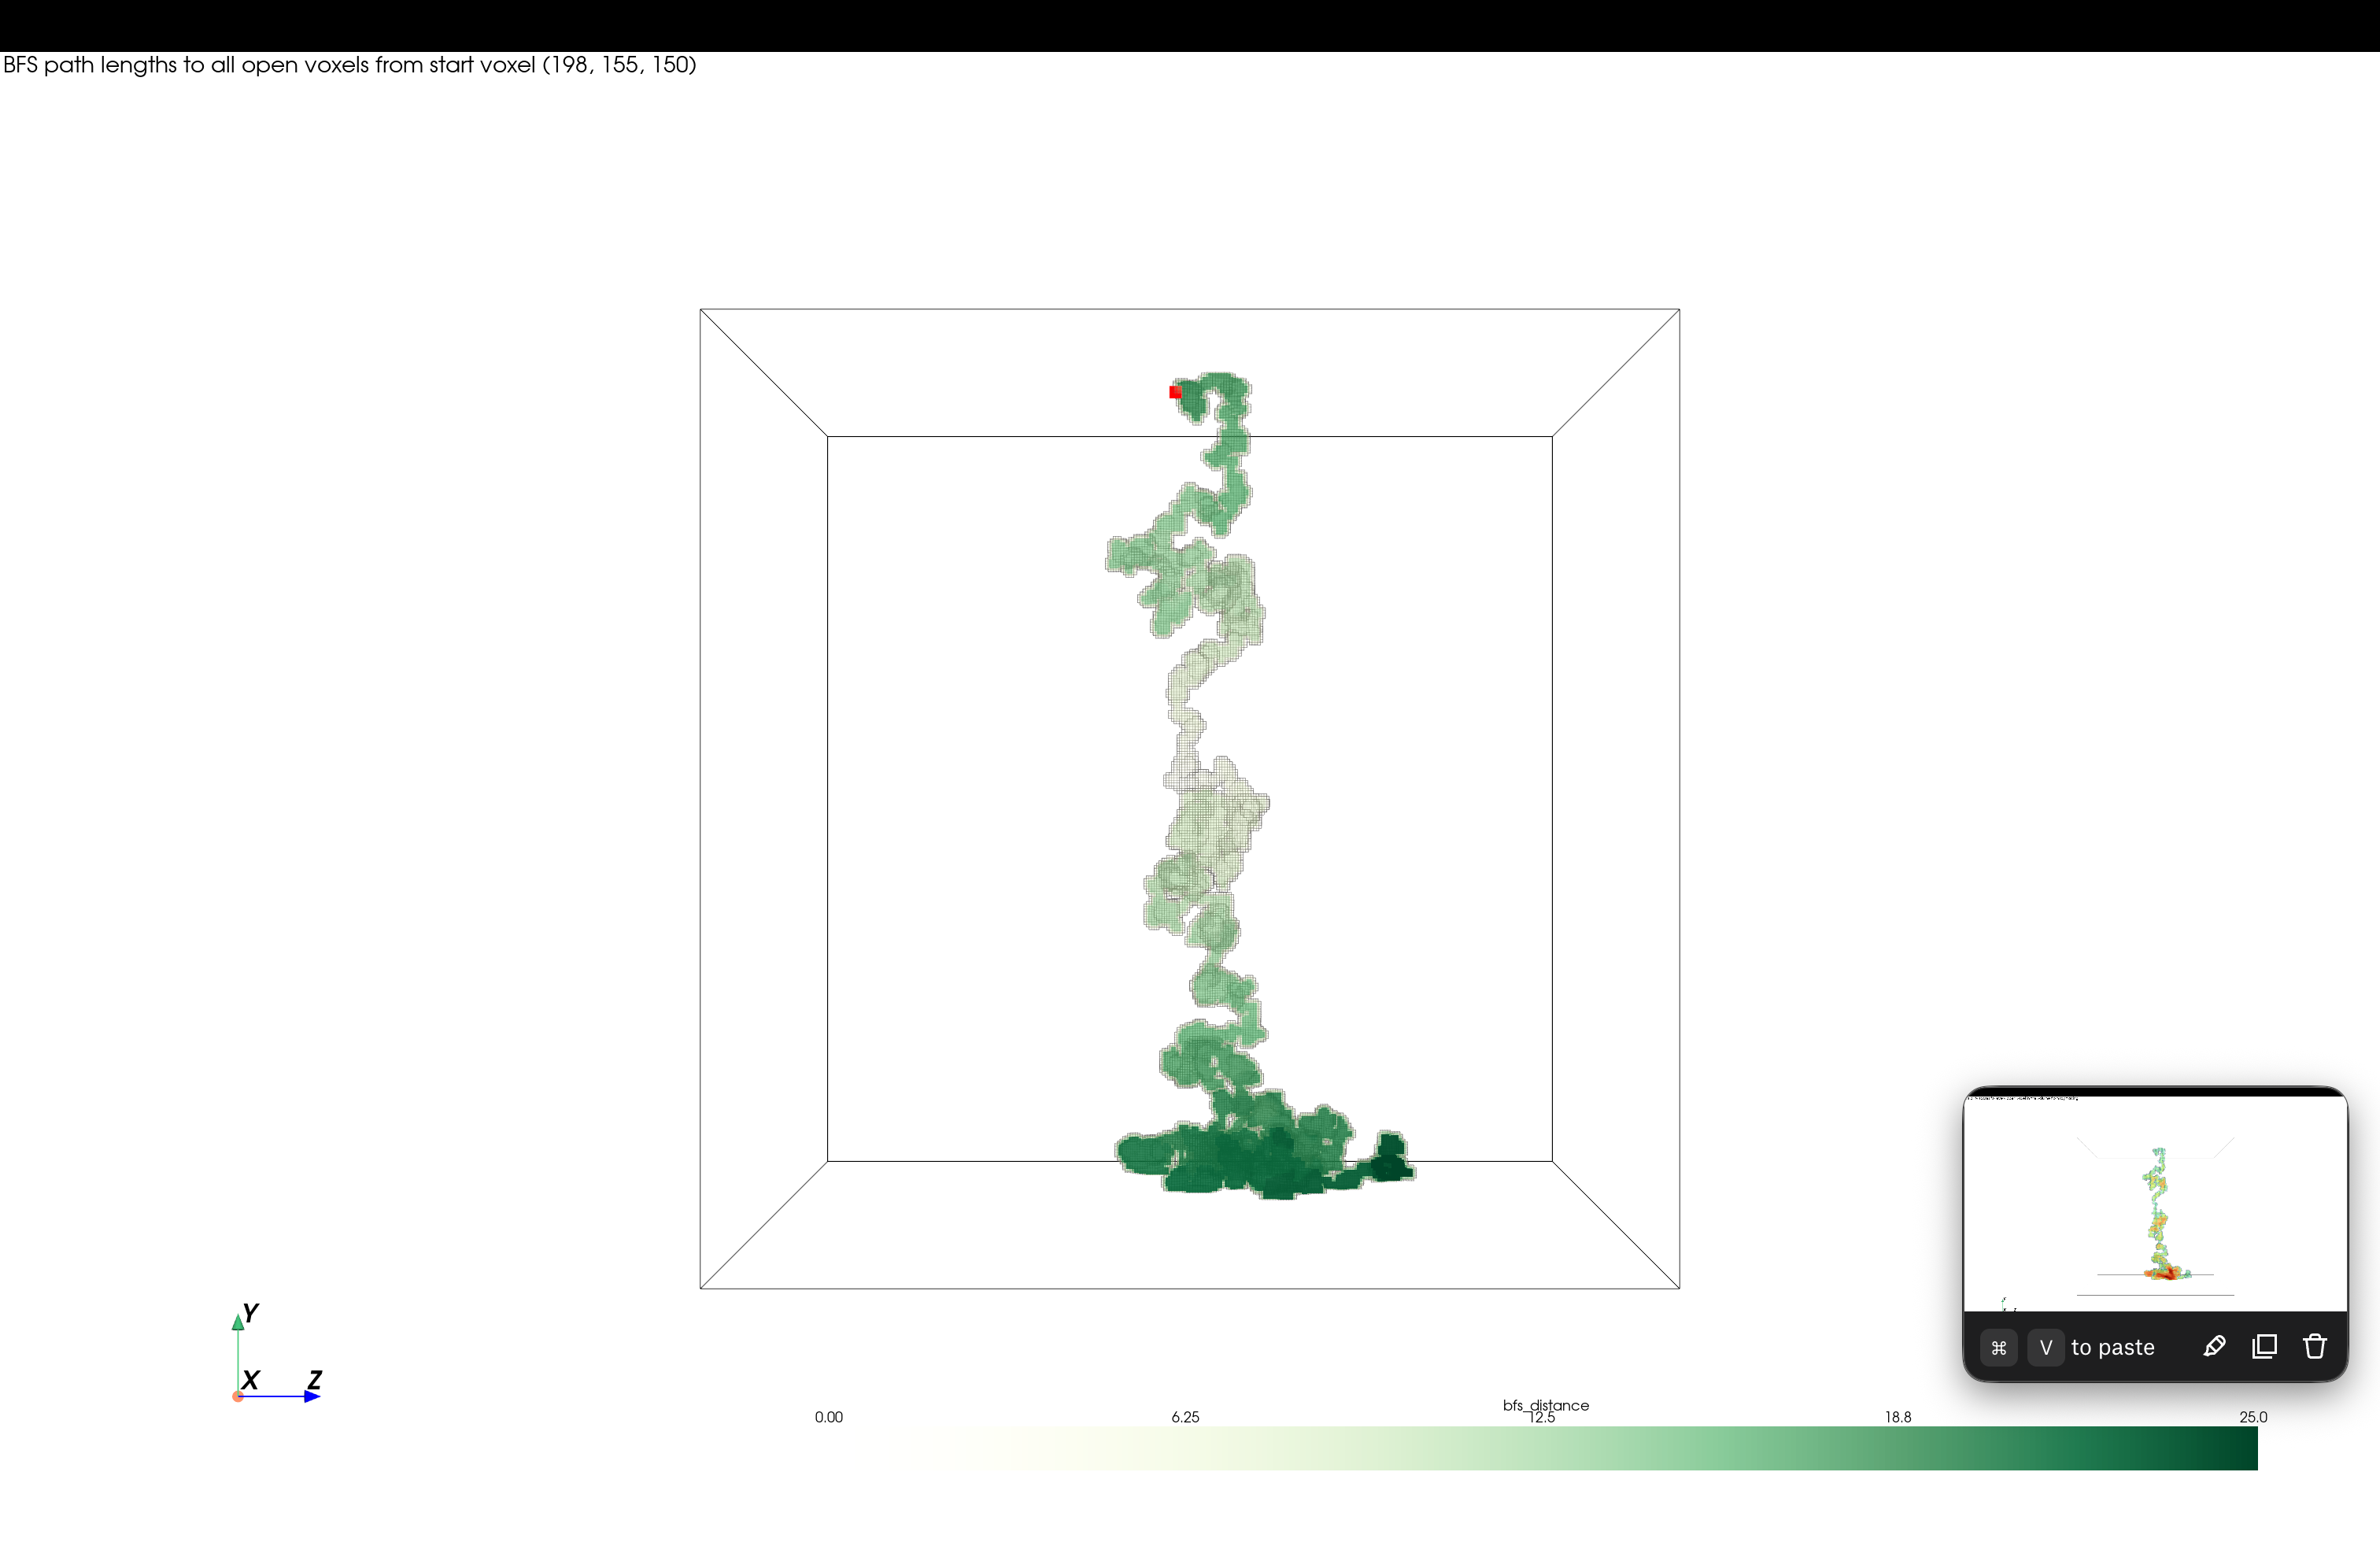 BFS path lengths to all open voxels from start voxel (198, 155, 150)
Y
X Z
⌘ V to paste
bfs_distance
0.00 6.25 12.5 18.8 25.0